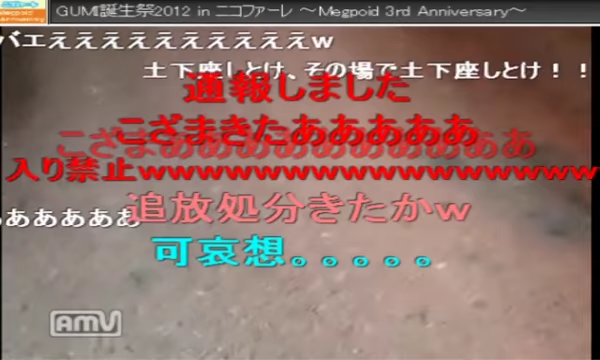 GUMI誕生祭2012 in ニコファーレ ～Megpoid 3rd Anniversary～
バエえええええええええw
土下座しとけ、その場で土下座しとけ！！
通報しました
こざまきたあああああ
こざまあああああああああ
入り禁止wwwwwwwwwwwwwwww
追放処分きたかw
ああああああ
可哀想。。。。。
AMV